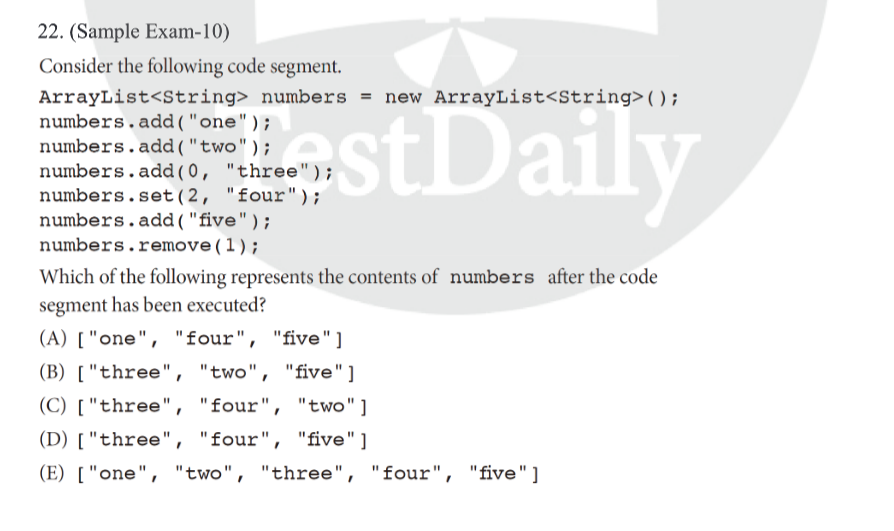 22. (Sample Exam-10)
Consider the following code segment.
ArrayList<String> numbers = new ArrayList<String>();
numbers.add("one");
numbers.add("two");
numbers.add(0, "three");
numbers.set(2, "four");
numbers.add("five");
numbers.remove(1);
Which of the following represents the contents of numbers after the code
segment has been executed?
(A) ["one", "four", "five"]
(B) ["three", "two", "five"]
(C) ["three", "four", "two"]
(D) ["three", "four", "five"]
(E) ["one", "two", "three", "four", "five"]
TestDaily